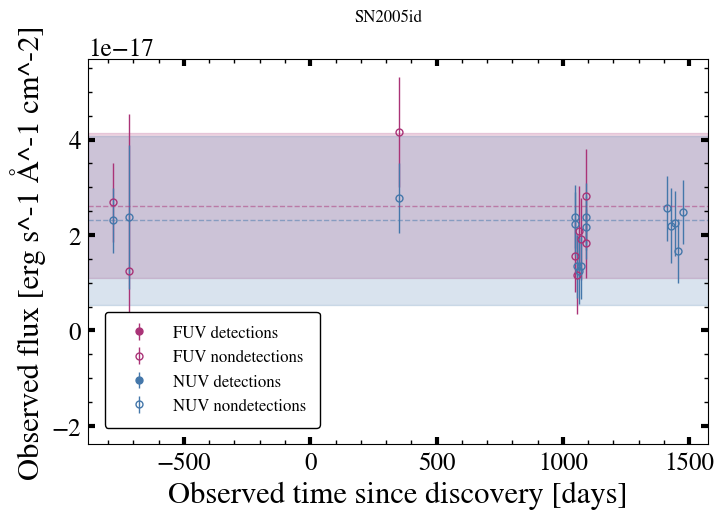 SN2005id
1e−17
Observed flux [erg s^-1 Å^-1 cm^-2]
4
2
0
−2
FUV detections
FUV nondetections
NUV detections
NUV nondetections
−500 0 500 1000 1500
Observed time since discovery [days]